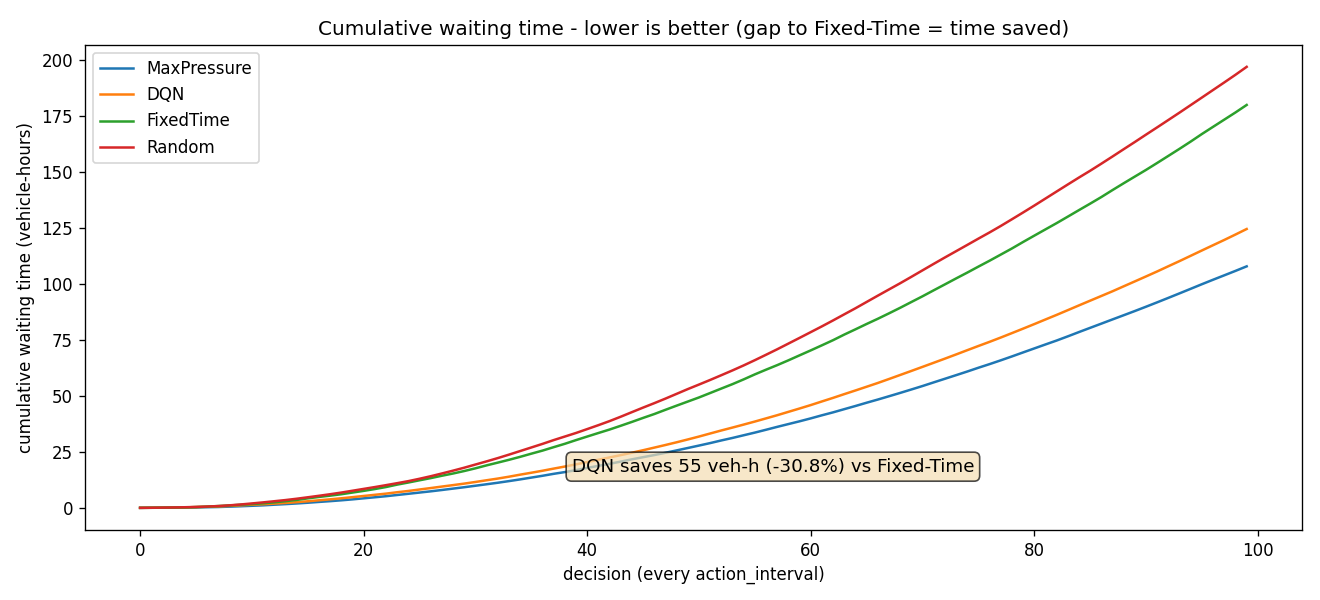 Cumulative waiting time - lower is better (gap to Fixed-Time = time saved)
cumulative waiting time (vehicle-hours)
200
175
150
125
100
75
50
25
0
MaxPressure
DQN
FixedTime
Random
DQN saves 55 veh-h (-30.8%) vs Fixed-Time
0
20
40
60
80
100
decision (every action_interval)